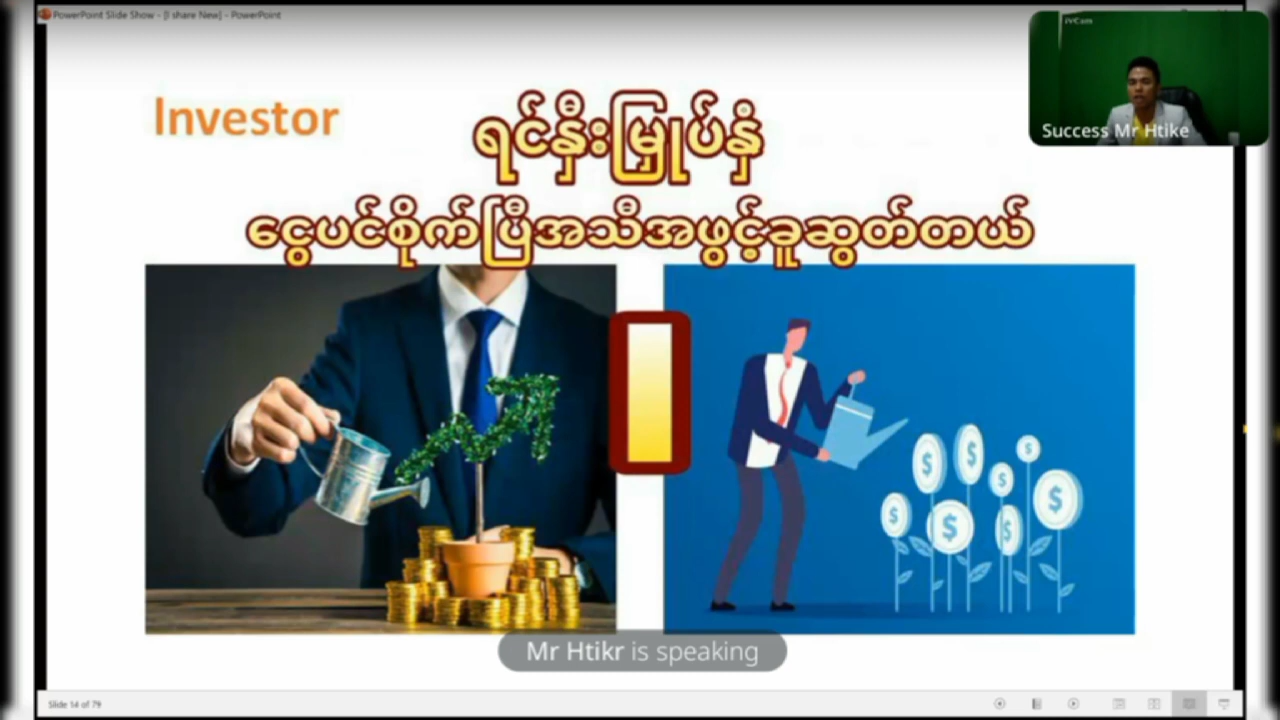 PowerPoint Slide Show - [I share New] - PowerPoint
iVCam
Success Mr Htike
Investor
ရင်နှီးမြှုပ်နှံ
ငွေပင်စိုက်ပြီအသီအဖွင့်ခူဆွတ်တယ်
$ $ $ $ $ $ $ $
Mr Htikr is speaking
Slide 14 of 79